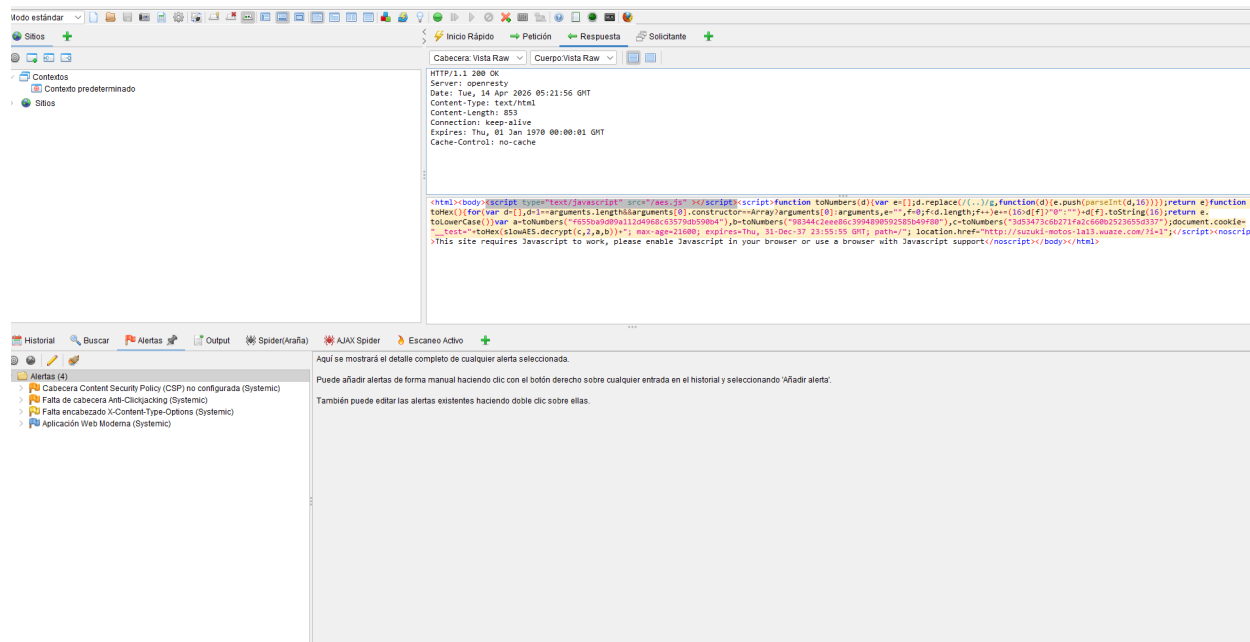 Modo estándar
Sitios
Inicio Rápido Petición Respuesta Solicitante
Cabecera: Vista Raw Cuerpo:Vista Raw
Contextos
Contexto predeterminado
Sitios
HTTP/1.1 200 OK
Server: openresty
Date: Tue, 14 Apr 2026 05:21:56 GMT
Content-Type: text/html
Content-Length: 853
Connection: keep-alive
Expires: Thu, 01 Jan 1970 00:00:01 GMT
Cache-Control: no-cache
<html><body><script type="text/javascript" src="/aes.js" ></script><script>function toNumbers(d){var e=[];d.replace(/(..)/g,function(d){e.push(parseInt(d,16))});return e}function
toHex(){for(var d=[],d=1==arguments.length&&arguments[0].constructor==Array?arguments[0]:arguments,e="",f=0;f<d.length;f++)e+=(16>d[f]?"0":"")+d[f].toString(16);return e.
toLowerCase()}var a=toNumbers("f655ba9d09a112d4968c63579db590b4"),b=toNumbers("98344c2eee86c3994890592585b49f80"),c=toNumbers("3d53473c6b271fa2c660b2523655d337");document.cookie=
"__test="+toHex(slowAES.decrypt(c,2,a,b))+"; max-age=21600; expires=Thu, 31-Dec-37 23:55:55 GMT; path=/"; location.href="http://suzuki-motos-la13.wuaze.com/?i=1";</script><noscrip
>This site requires Javascript to work, please enable Javascript in your browser or use a browser with Javascript support</noscript></body></html>
Historial Buscar Alertas Output Spider(Araña) AJAX Spider Escaneo Activo
Alertas (4)
Cabecera Content Security Policy (CSP) no configurada (Systemic)
Falta de cabecera Anti-Clickjacking (Systemic)
Falta encabezado X-Content-Type-Options (Systemic)
Aplicación Web Moderna (Systemic)
Aquí se mostrará el detalle completo de cualquier alerta seleccionada.
Puede añadir alertas de forma manual haciendo clic con el botón derecho sobre cualquier entrada en el historial y seleccionando 'Añadir alerta'.
También puede editar las alertas existentes haciendo doble clic sobre ellas.